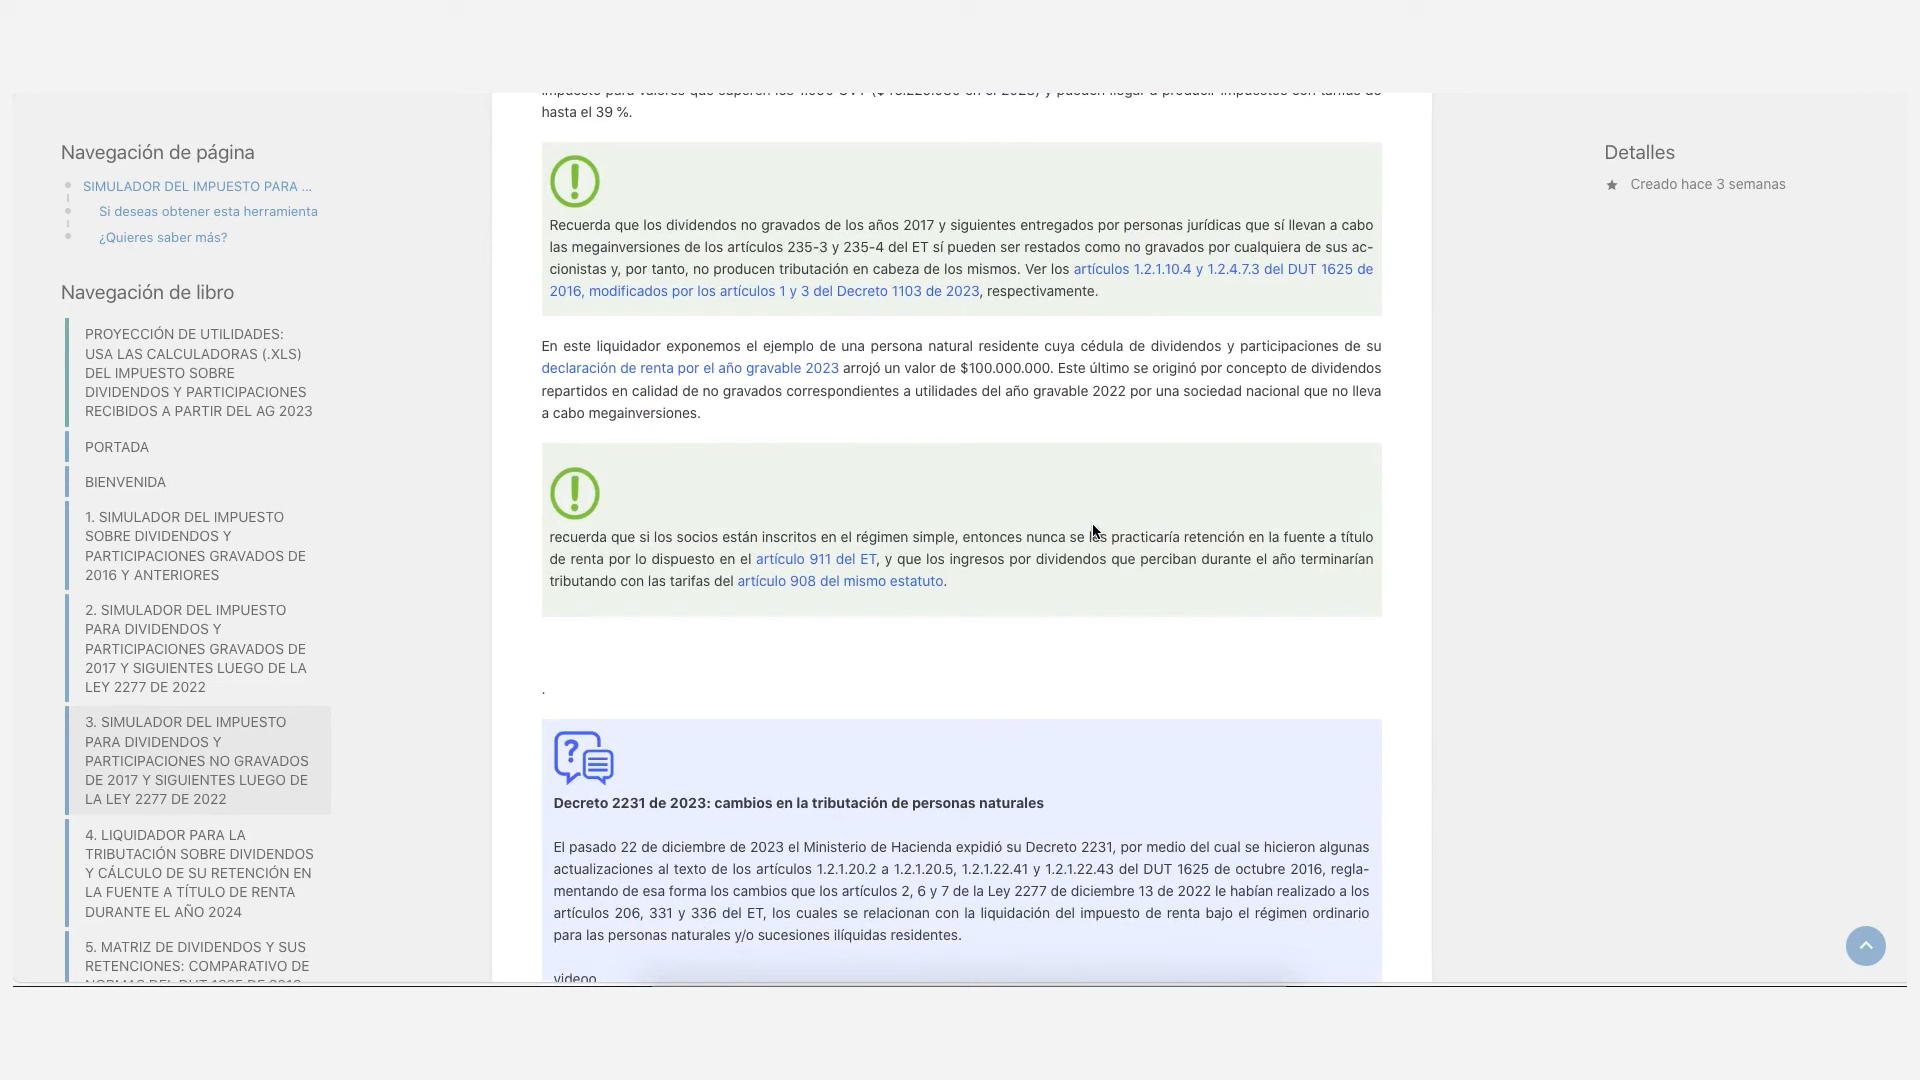 Navegación de página
SIMULADOR DEL IMPUESTO PARA ...
Si deseas obtener esta herramienta
¿Quieres saber más?
Navegación de libro
PROYECCIÓN DE UTILIDADES:
USA LAS CALCULADORAS (.XLS)
DEL IMPUESTO SOBRE
DIVIDENDOS Y PARTICIPACIONES
RECIBIDOS A PARTIR DEL AG 2023
PORTADA
BIENVENIDA
1. SIMULADOR DEL IMPUESTO
SOBRE DIVIDENDOS Y
PARTICIPACIONES GRAVADOS DE
2016 Y ANTERIORES
2. SIMULADOR DEL IMPUESTO
PARA DIVIDENDOS Y
PARTICIPACIONES GRAVADOS DE
2017 Y SIGUIENTES LUEGO DE LA
LEY 2277 DE 2022
3. SIMULADOR DEL IMPUESTO
PARA DIVIDENDOS Y
PARTICIPACIONES NO GRAVADOS
DE 2017 Y SIGUIENTES LUEGO DE
LA LEY 2277 DE 2022
4. LIQUIDADOR PARA LA
TRIBUTACIÓN SOBRE DIVIDENDOS
Y CÁLCULO DE SU RETENCIÓN EN
LA FUENTE A TÍTULO DE RENTA
DURANTE EL AÑO 2024
5. MATRIZ DE DIVIDENDOS Y SUS
RETENCIONES: COMPARATIVO DE
hasta el 39 %.
Recuerda que los dividendos no gravados de los años 2017 y siguientes entregados por personas jurídicas que sí llevan a cabo
las megainversiones de los artículos 235-3 y 235-4 del ET sí pueden ser restados como no gravados por cualquiera de sus ac-
cionistas y, por tanto, no producen tributación en cabeza de los mismos. Ver los artículos 1.2.1.10.4 y 1.2.4.7.3 del DUT 1625 de
2016, modificados por los artículos 1 y 3 del Decreto 1103 de 2023, respectivamente.
En este liquidador exponemos el ejemplo de una persona natural residente cuya cédula de dividendos y participaciones de su
declaración de renta por el año gravable 2023 arrojó un valor de $100.000.000. Este último se originó por concepto de dividendos
repartidos en calidad de no gravados correspondientes a utilidades del año gravable 2022 por una sociedad nacional que no lleva
a cabo megainversiones.
recuerda que si los socios están inscritos en el régimen simple, entonces nunca se les practicaría retención en la fuente a título
de renta por lo dispuesto en el artículo 911 del ET, y que los ingresos por dividendos que perciban durante el año terminarían
tributando con las tarifas del artículo 908 del mismo estatuto.
.
Decreto 2231 de 2023: cambios en la tributación de personas naturales
El pasado 22 de diciembre de 2023 el Ministerio de Hacienda expidió su Decreto 2231, por medio del cual se hicieron algunas
actualizaciones al texto de los artículos 1.2.1.20.2 a 1.2.1.20.5, 1.2.1.22.41 y 1.2.1.22.43 del DUT 1625 de octubre 2016, regla-
mentando de esa forma los cambios que los artículos 2, 6 y 7 de la Ley 2277 de diciembre 13 de 2022 le habían realizado a los
artículos 206, 331 y 336 del ET, los cuales se relacionan con la liquidación del impuesto de renta bajo el régimen ordinario
para las personas naturales y/o sucesiones ilíquidas residentes.
videoo
Detalles
Creado hace 3 semanas